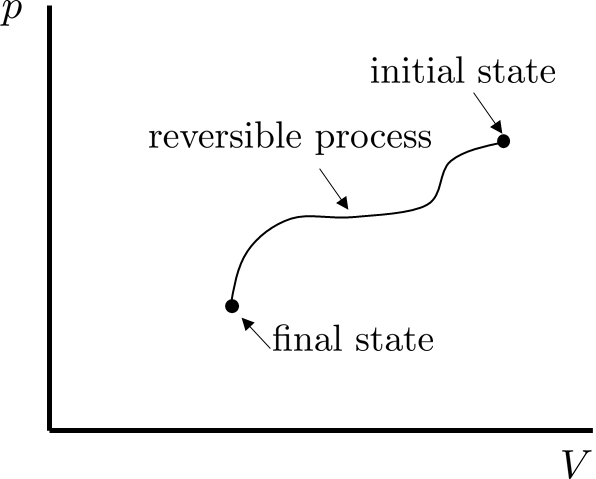 p
initial state
reversible process
final state
V